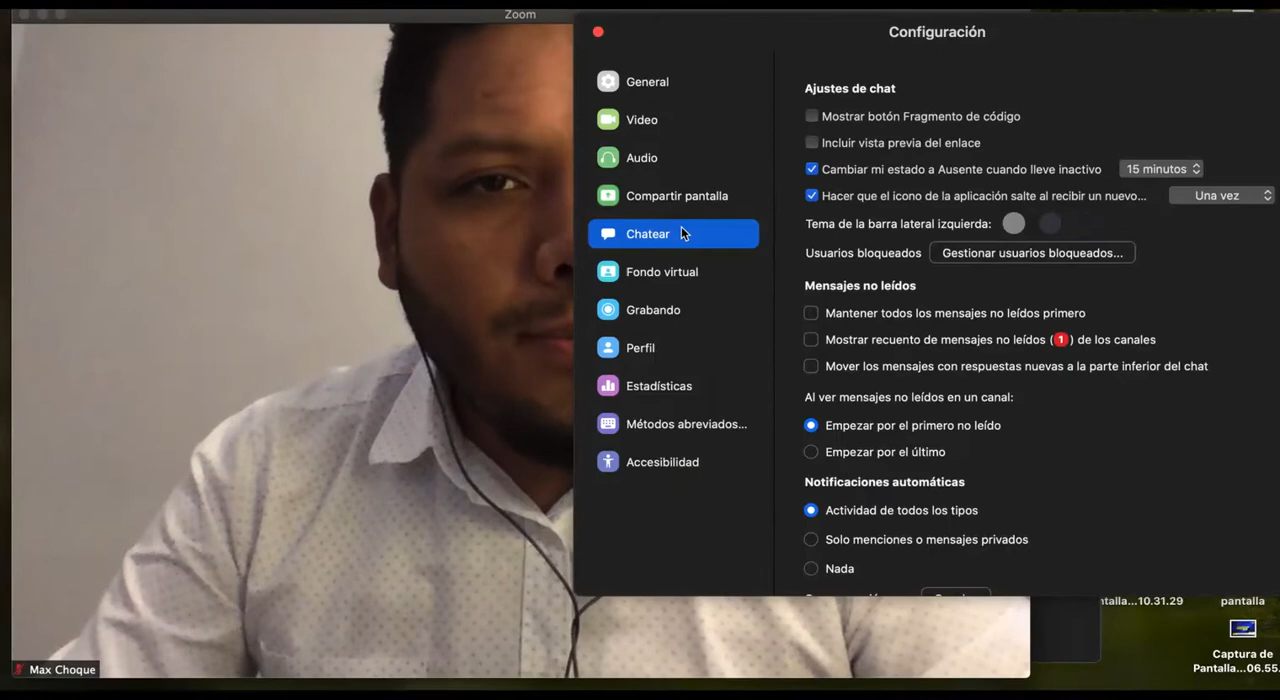 Zoom
Configuración
General
Video
Audio
Compartir pantalla
Chatear
Fondo virtual
Grabando
Perfil
Estadísticas
Métodos abreviados...
Accesibilidad
Ajustes de chat
Mostrar botón Fragmento de código
Incluir vista previa del enlace
Cambiar mi estado a Ausente cuando lleve inactivo 15 minutos
Hacer que el icono de la aplicación salte al recibir un nuevo... Una vez
Tema de la barra lateral izquierda:
Usuarios bloqueados Gestionar usuarios bloqueados...
Mensajes no leídos
Mantener todos los mensajes no leídos primero
Mostrar recuento de mensajes no leídos (1) de los canales
Mover los mensajes con respuestas nuevas a la parte inferior del chat
Al ver mensajes no leídos en un canal:
Empezar por el primero no leído
Empezar por el último
Notificaciones automáticas
Actividad de todos los tipos
Solo menciones o mensajes privados
Nada
Max Choque
ntalla...10.31.29
pantalla
Captura de
Pantalla...06.55.